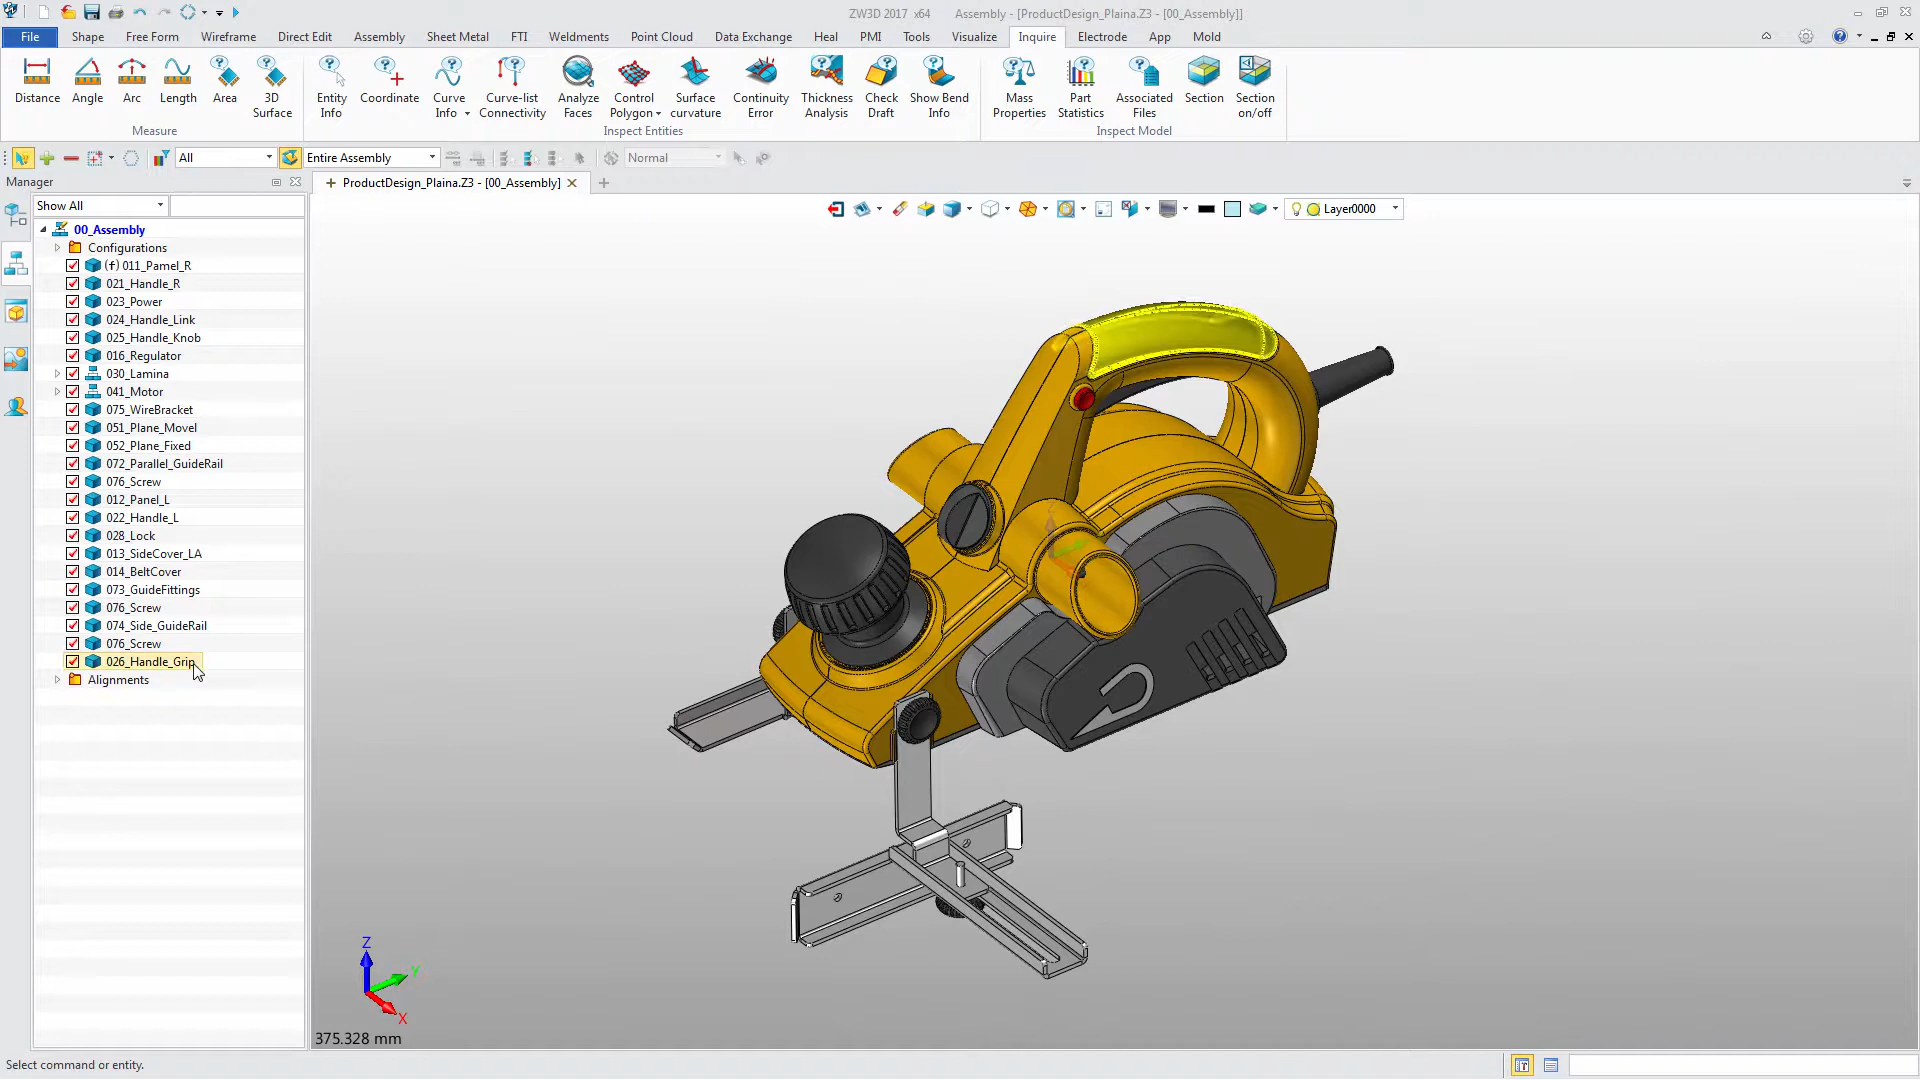 ZW3D 2017 x64 Assembly - [ProductDesign_Plaina.Z3 - [00_Assembly]]
File Shape Free Form Wireframe Direct Edit Assembly Sheet Metal FTI Weldments Point Cloud Data Exchange Heal PMI Tools Visualize Inquire Electrode App Mold
Distance Angle Arc Length Area 3D Surface Entity Info Coordinate Curve Info Curve-list Connectivity Analyze Faces Control Polygon Surface curvature Continuity Error Thickness Analysis Check Draft Show Bend Info Mass Properties Part Statistics Associated Files Section Section on/off
Measure Inspect Entities Inspect Model
All Entire Assembly Normal
Manager
ProductDesign_Plaina.Z3 - [00_Assembly]
Show All
Layer0000
00_Assembly
Configurations
(f) 011_Pamel_R
021_Handle_R
023_Power
024_Handle_Link
025_Handle_Knob
016_Regulator
030_Lamina
041_Motor
075_WireBracket
051_Plane_Movel
052_Plane_Fixed
072_Parallel_GuideRail
076_Screw
012_Panel_L
022_Handle_L
028_Lock
013_SideCover_LA
014_BeltCover
073_GuideFittings
076_Screw
074_Side_GuideRail
076_Screw
026_Handle_Grip
Alignments
Z
Y
X
375.328 mm
Select command or entity.